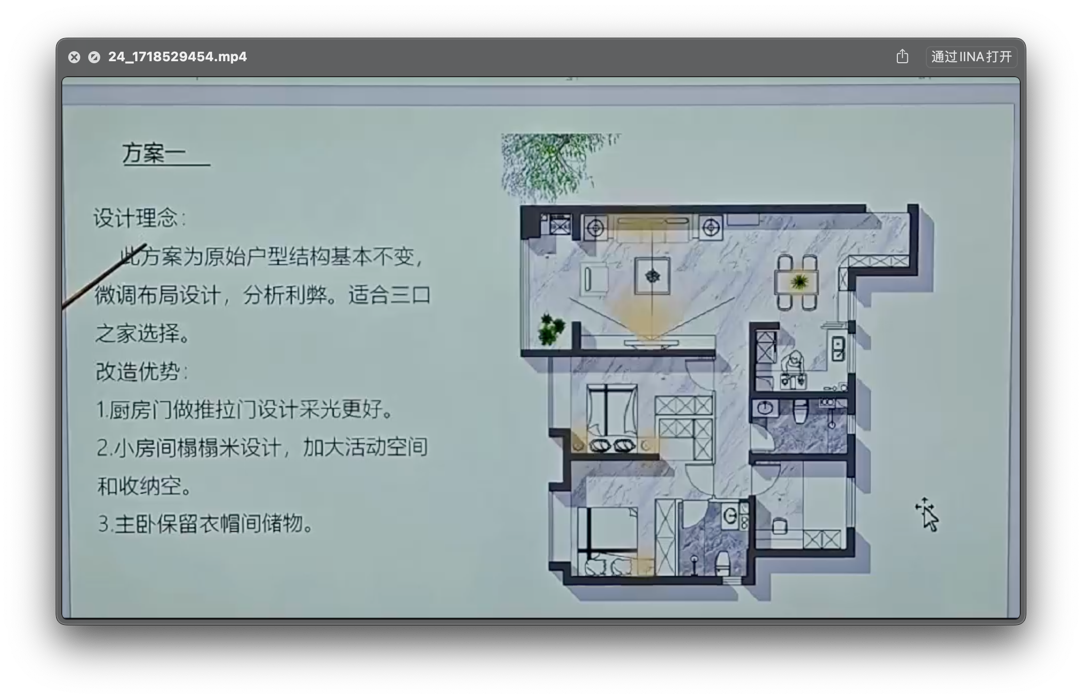 24_1718529454.mp4
通过IINA打开
方案一
设计理念：
此方案为原始户型结构基本不变，
微调布局设计，分析利弊。适合三口
之家选择。
改造优势：
1.厨房门做推拉门设计采光更好。
2.小房间榻榻米设计，加大活动空间
和收纳空。
3.主卧保留衣帽间储物。